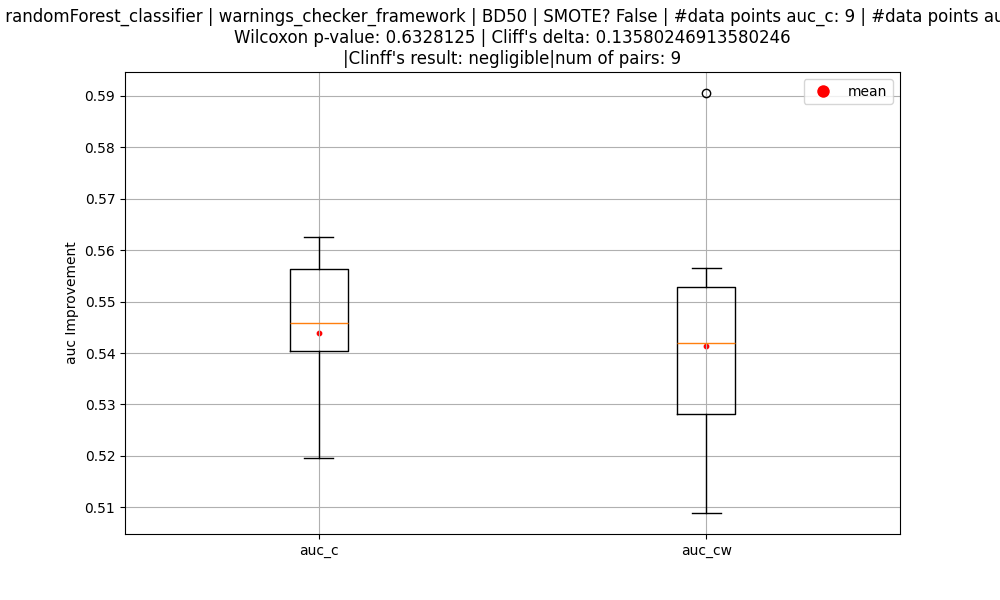 randomForest_classifier | warnings_checker_framework | BD50 | SMOTE? False | #data points auc_c: 9 | #data points au
Wilcoxon p-value: 0.6328125 | Cliff's delta: 0.13580246913580246
|Clinff's result: negligible|num of pairs: 9
mean
0.59
0.58
0.57
0.56
0.55
0.54
0.53
0.52
0.51
auc Improvement
auc_c
auc_cw